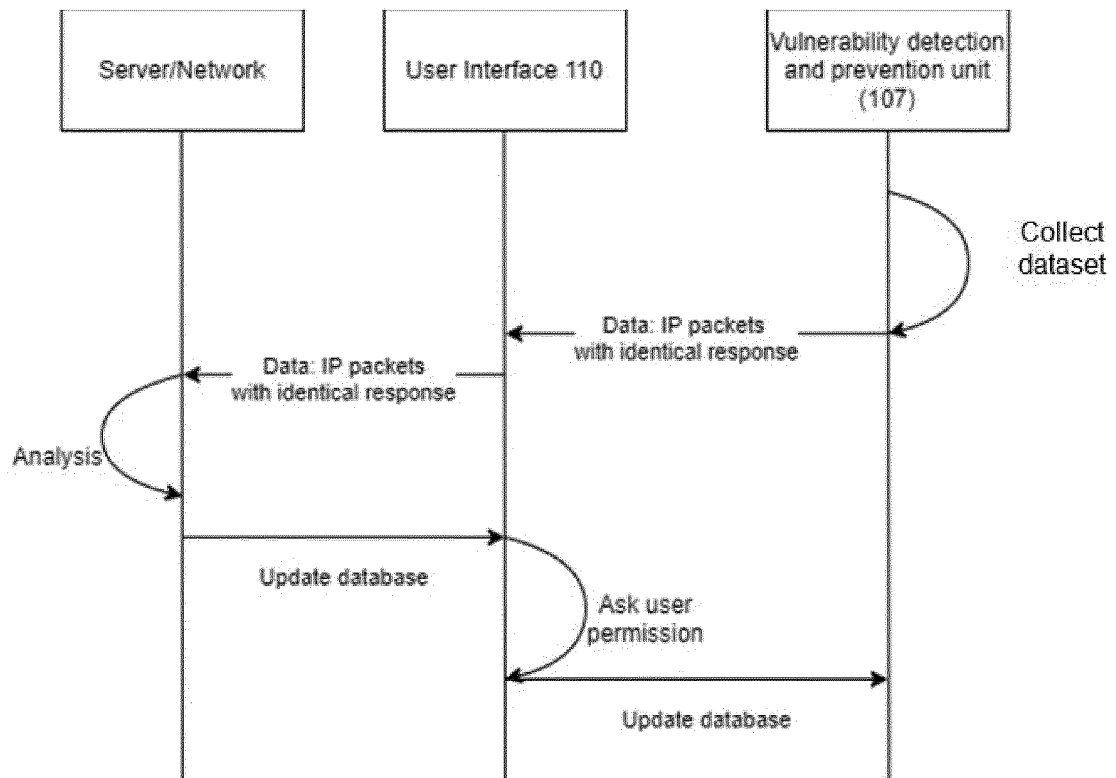 Server/Network
User Interface 110
Vulnerability detection
and prevention unit
(107)
Collect
dataset
Data: IP packets
with identical response
Data: IP packets
with identical response
Analysis
Update database
Ask user
permission
Update database